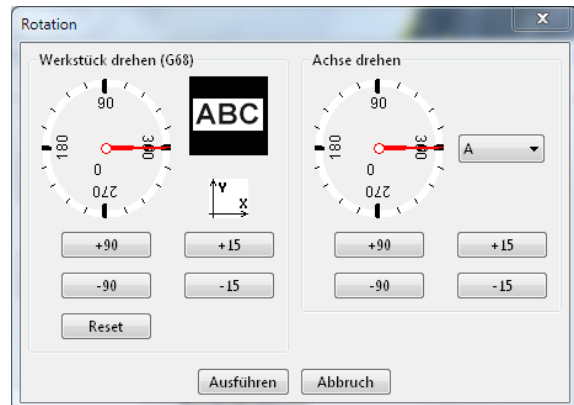 Rotation
x
Werkstück drehen (G68)
90
180
360
0
270
ABC
Y
X
+90
+15
-90
-15
Reset
Achse drehen
90
180
360
0
270
A
+90
+15
-90
-15
Ausführen
Abbruch